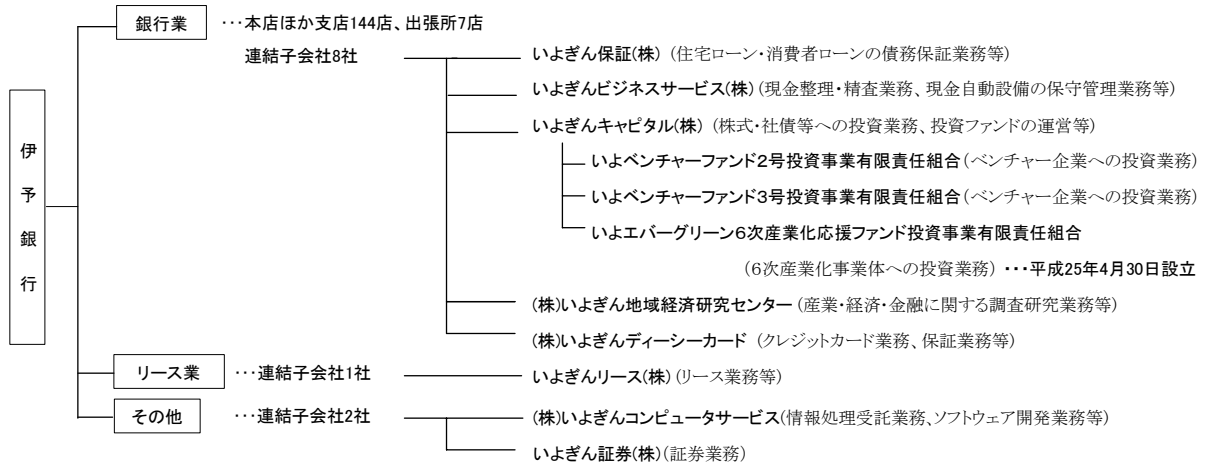 銀行業 ･･･本店ほか支店144店、出張所7店
連結子会社8社 いよぎん保証(株) (住宅ローン・消費者ローンの債務保証業務等)
いよぎんビジネスサービス(株) (現金整理・精査業務、現金自動設備の保守管理業務等)
いよぎんキャピタル(株) (株式・社債等への投資業務、投資ファンドの運営等)
伊予銀行
いよベンチャーファンド2号投資事業有限責任組合(ベンチャー企業への投資業務)
いよベンチャーファンド3号投資事業有限責任組合(ベンチャー企業への投資業務)
いよエバーグリーン6次産業化応援ファンド投資事業有限責任組合
(6次産業化事業体への投資業務) ･･･平成25年4月30日設立
(株)いよぎん地域経済研究センター (産業・経済・金融に関する調査研究業務等)
(株)いよぎんディーシーカード (クレジットカード業務、保証業務等)
リース業 ･･･連結子会社1社 いよぎんリース(株) (リース業務等)
その他 ･･･連結子会社2社 (株)いよぎんコンピュータサービス(情報処理受託業務、ソフトウェア開発業務等)
いよぎん証券(株) (証券業務)